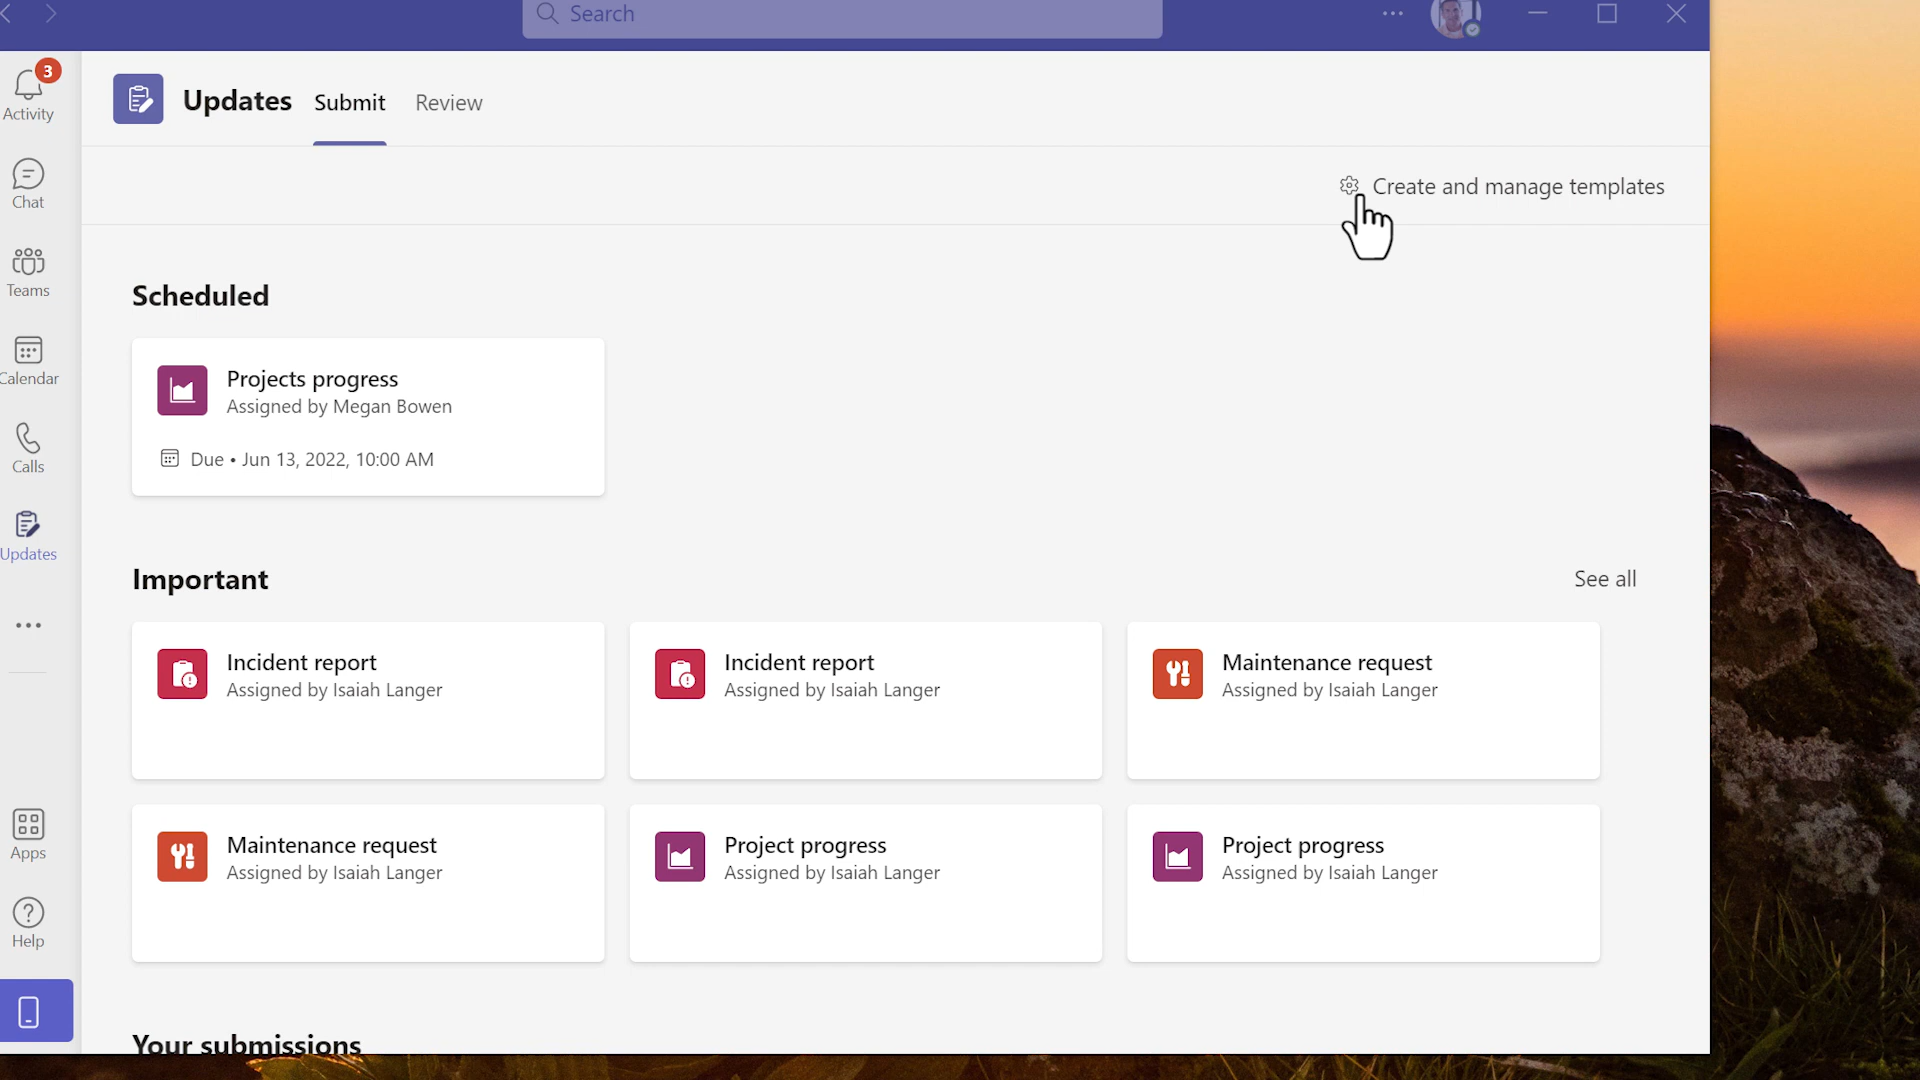 Search
3
Activity
Chat
Teams
Calendar
Calls
Updates
Apps
Help
Updates
Submit
Review
Create and manage templates
Scheduled
Projects progress
Assigned by Megan Bowen
Due • Jun 13, 2022, 10:00 AM
Important
See all
Incident report
Assigned by Isaiah Langer
Incident report
Assigned by Isaiah Langer
Maintenance request
Assigned by Isaiah Langer
Maintenance request
Assigned by Isaiah Langer
Project progress
Assigned by Isaiah Langer
Project progress
Assigned by Isaiah Langer
Your submissions